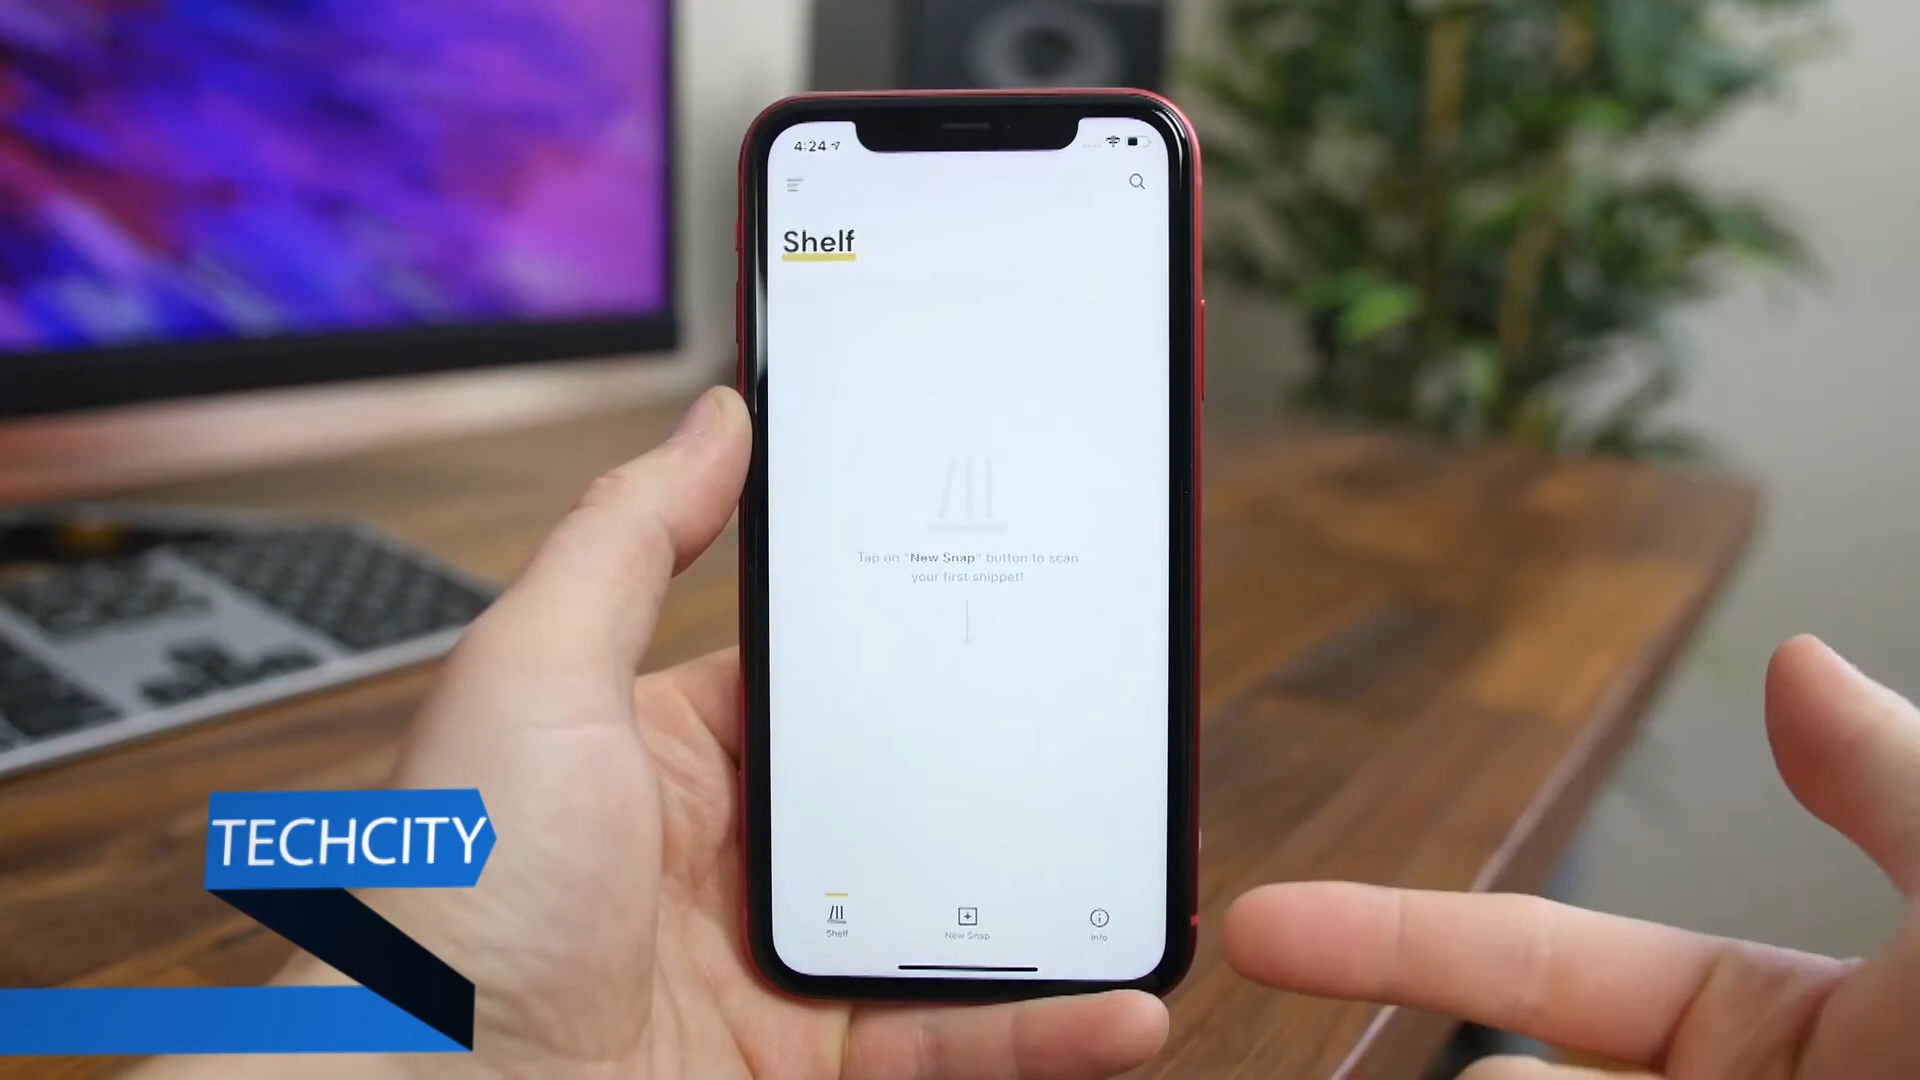 4:24
Shelf
Tap on "New Snap" button to scan
your first snippet!
Shelf
New Snap
Info
TECHCITY